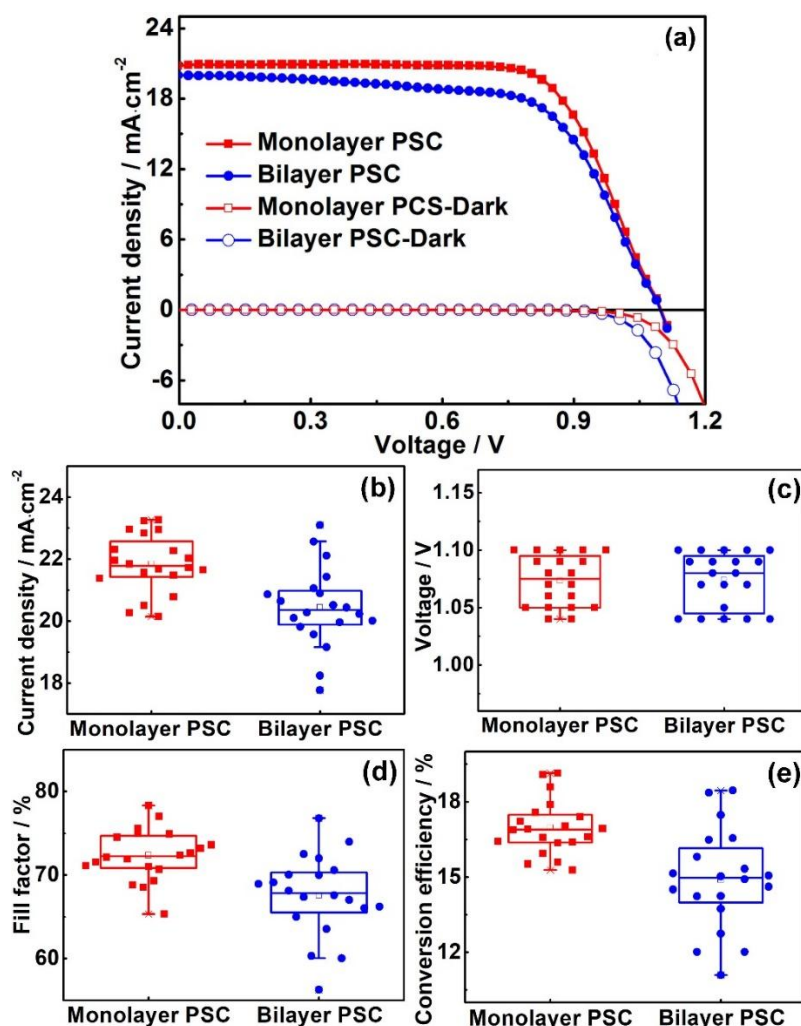 (a)
24
18
12
6
0
-6
Current density / mA·cm⁻²
Monolayer PSC
Bilayer PSC
Monolayer PCS-Dark
Bilayer PSC-Dark
0.0 0.3 0.6 0.9 1.2
Voltage / V
(b)
24
23
22
20
18
Current density / mA·cm⁻²
Monolayer PSC Bilayer PSC
(c)
1.15
1.10
1.05
1.00
Voltage / V
Monolayer PSC Bilayer PSC
(d)
80
70
60
Fill factor / %
Monolayer PSC Bilayer PSC
(e)
18
15
12
Conversion efficiency / %
Monolayer PSC Bilayer PSC